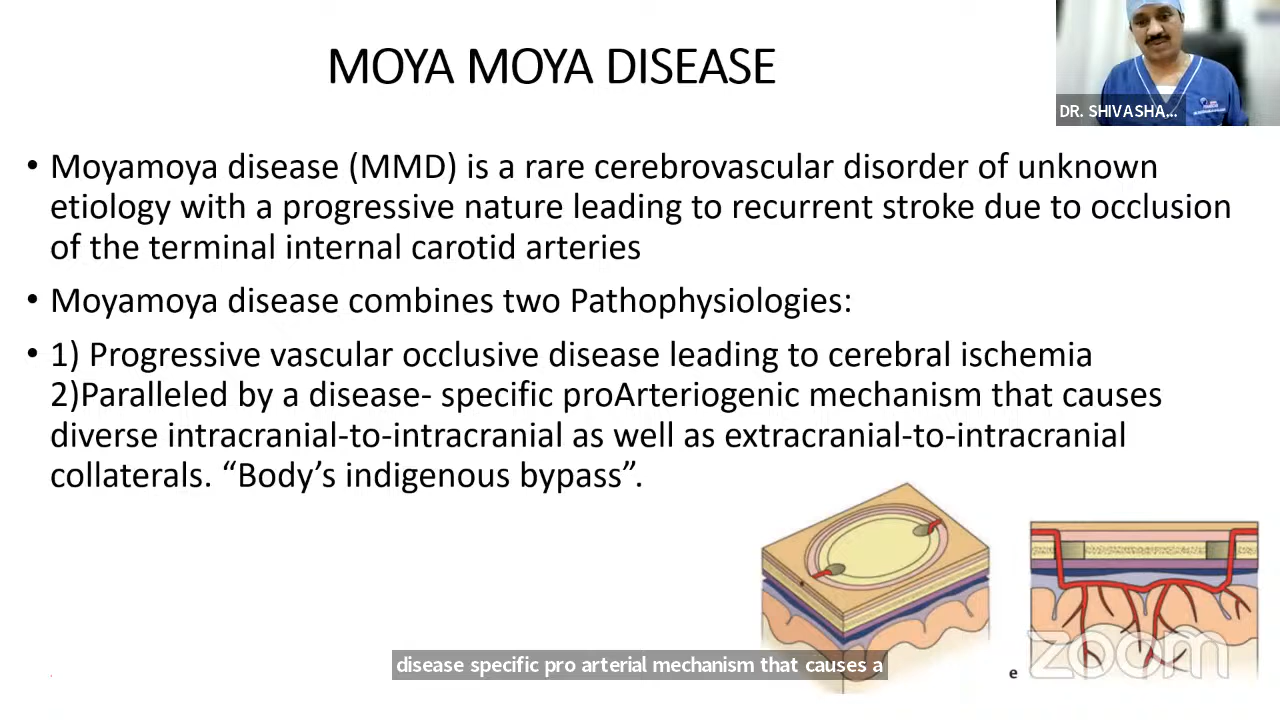 MOYA MOYA DISEASE
DR. SHIVASHA...
• Moyamoya disease (MMD) is a rare cerebrovascular disorder of unknown
etiology with a progressive nature leading to recurrent stroke due to occlusion
of the terminal internal carotid arteries
• Moyamoya disease combines two Pathophysiologies:
• 1) Progressive vascular occlusive disease leading to cerebral ischemia
2)Paralleled by a disease- specific proArteriogenic mechanism that causes
diverse intracranial-to-intracranial as well as extracranial-to-intracranial
collaterals. “Body’s indigenous bypass”.
e
zoom
disease specific pro arterial mechanism that causes a